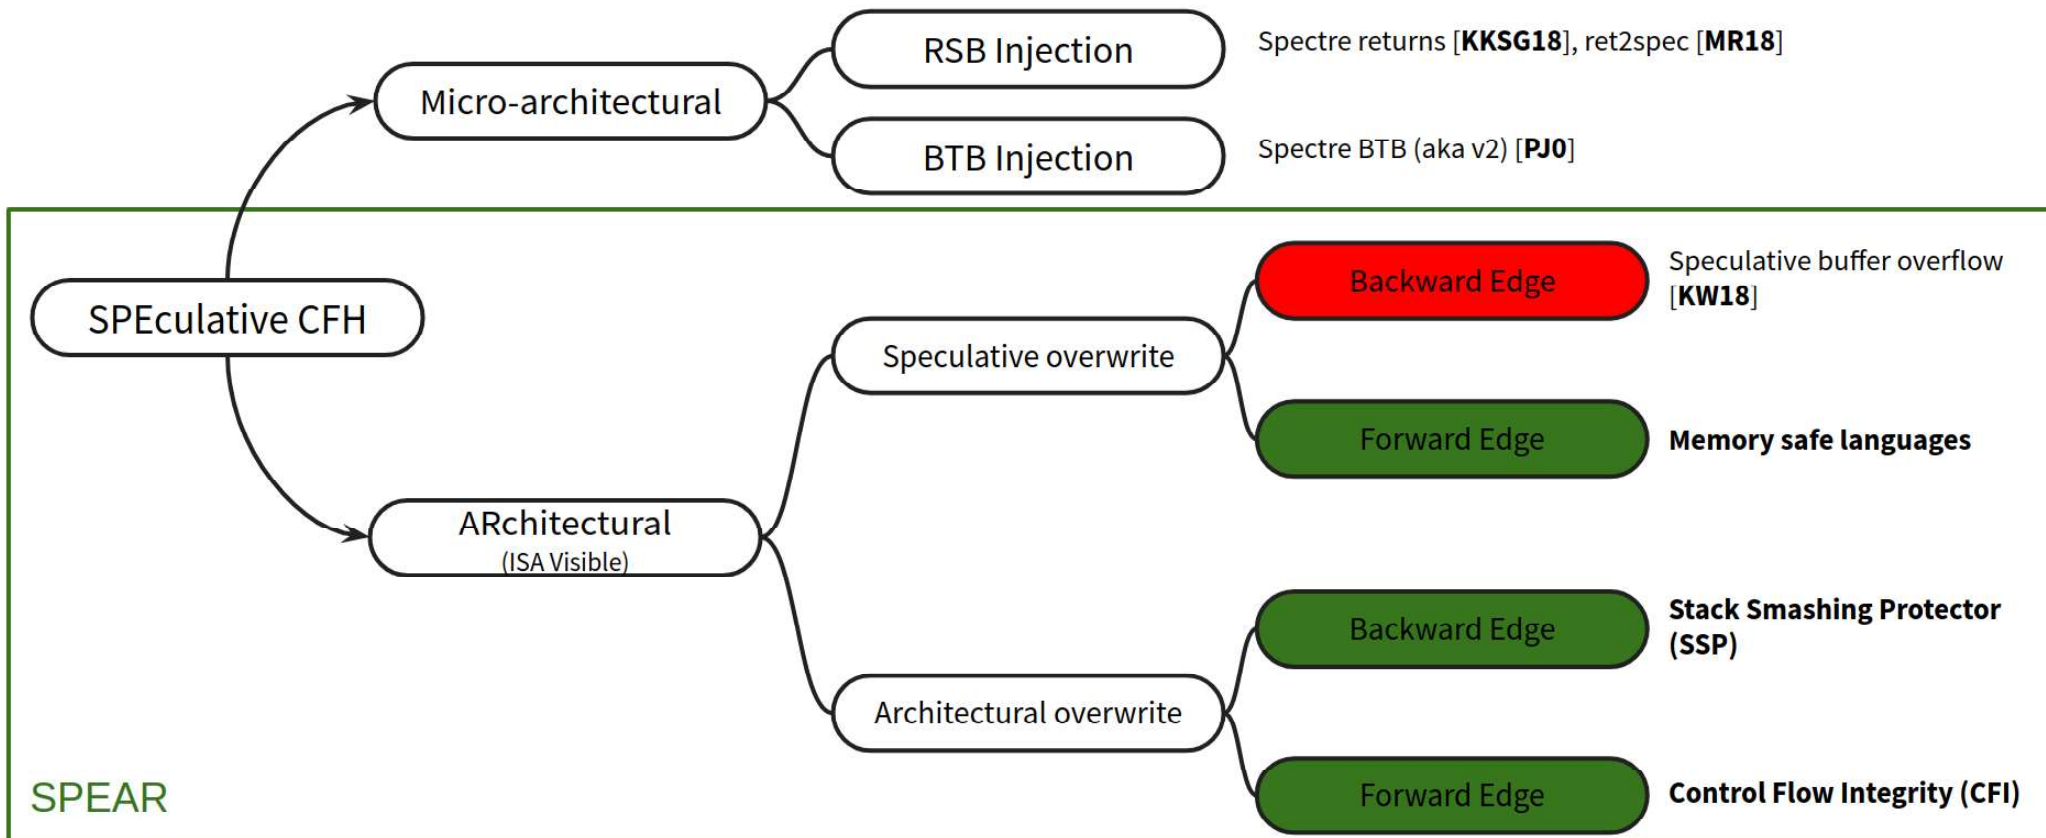 RSB Injection
Spectre returns [KKSG18], ret2spec [MR18]
Micro-architectural
BTB Injection
Spectre BTB (aka v2) [PJ0]
SPEculative CFH
Backward Edge
Speculative buffer overflow
[KW18]
Speculative overwrite
Forward Edge
Memory safe languages
ARchitectural
(ISA Visible)
Backward Edge
Stack Smashing Protector
(SSP)
Architectural overwrite
Forward Edge
Control Flow Integrity (CFI)
SPEAR